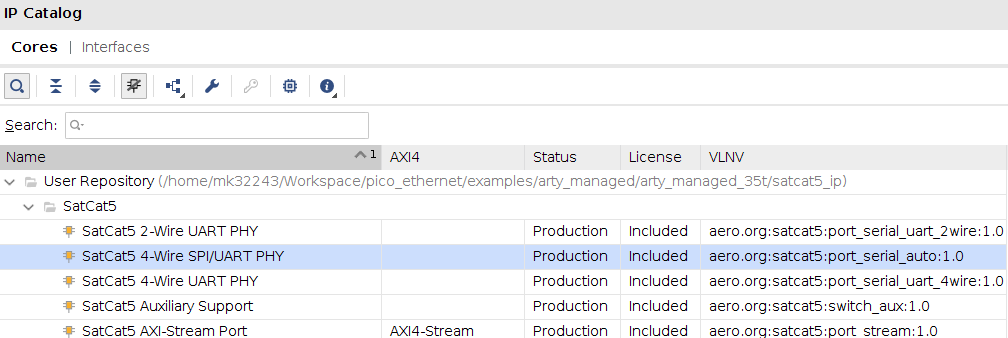 IP Catalog
Cores | Interfaces
Search:
Name 1 AXI4 Status License VLNV
User Repository (/home/mk32243/Workspace/pico_ethernet/examples/arty_managed/arty_managed_35t/satcat5_ip)
SatCat5
SatCat5 2-Wire UART PHY Production Included aero.org:satcat5:port_serial_uart_2wire:1.0
SatCat5 4-Wire SPI/UART PHY Production Included aero.org:satcat5:port_serial_auto:1.0
SatCat5 4-Wire UART PHY Production Included aero.org:satcat5:port_serial_uart_4wire:1.0
SatCat5 Auxiliary Support Production Included aero.org:satcat5:switch_aux:1.0
SatCat5 AXI-Stream Port AXI4-Stream Production Included aero.org:satcat5:port_stream:1.0